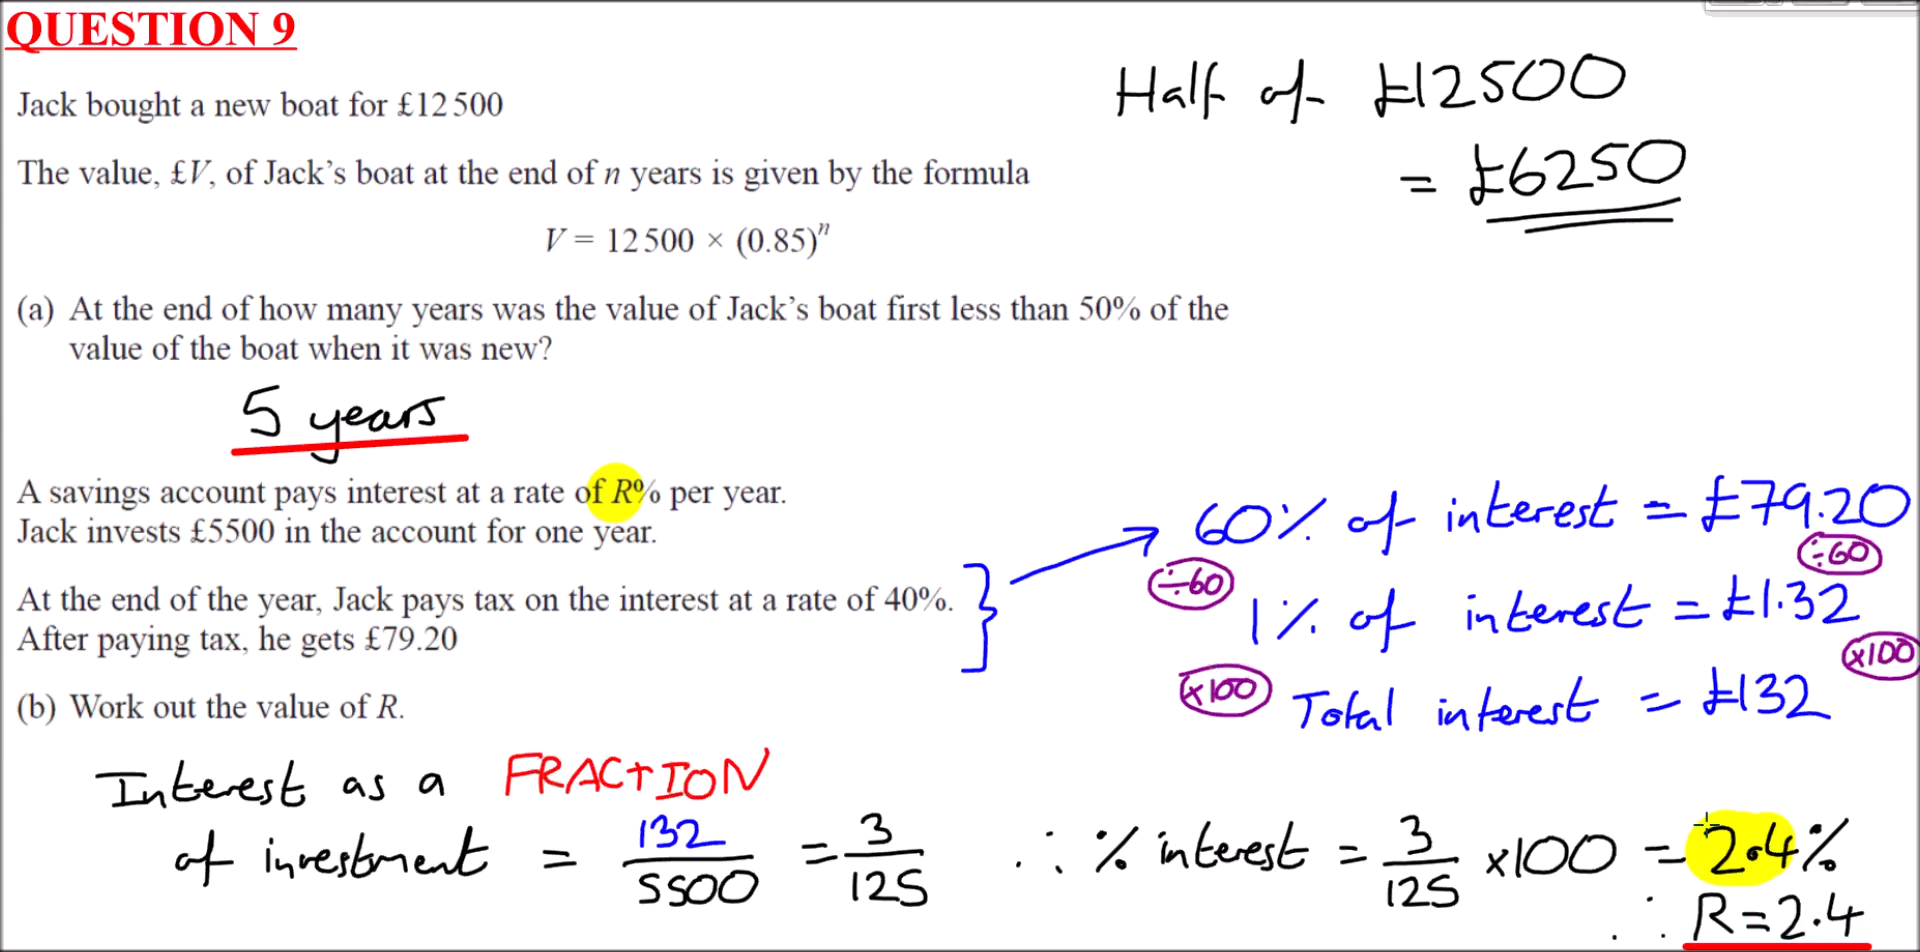 QUESTION 9
Jack bought a new boat for £12 500
The value, £V, of Jack's boat at the end of n years is given by the formula
V = 12 500 × (0.85)ⁿ
Half of £12500
= £6250
(a) At the end of how many years was the value of Jack's boat first less than 50% of the
value of the boat when it was new?
5 years
A savings account pays interest at a rate of R% per year.
Jack invests £5500 in the account for one year.
At the end of the year, Jack pays tax on the interest at a rate of 40%.
After paying tax, he gets £79.20
60% of interest = £79.20
÷60 ÷60
1% of interest = £1.32
×100 ×100
Total interest = £132
(b) Work out the value of R.
Interest as a FRACTION
of investment = 132/5500 = 3/125 ∴ % interest = 3/125 ×100 = 2.4%
∴ R = 2.4